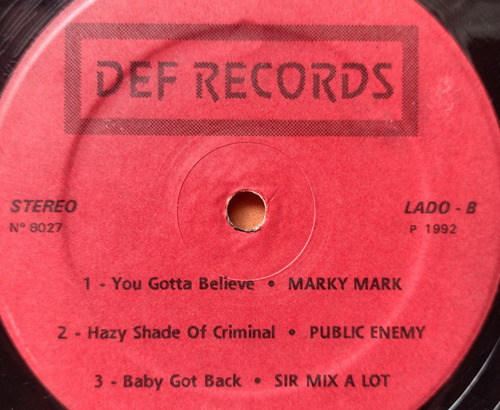 DEF RECORDS
STEREO
Nº 8027
LADO - B
P 1992
1 - You Gotta Believe • MARKY MARK
2 - Hazy Shade Of Criminal • PUBLIC ENEMY
3 - Baby Got Back • SIR MIX A LOT